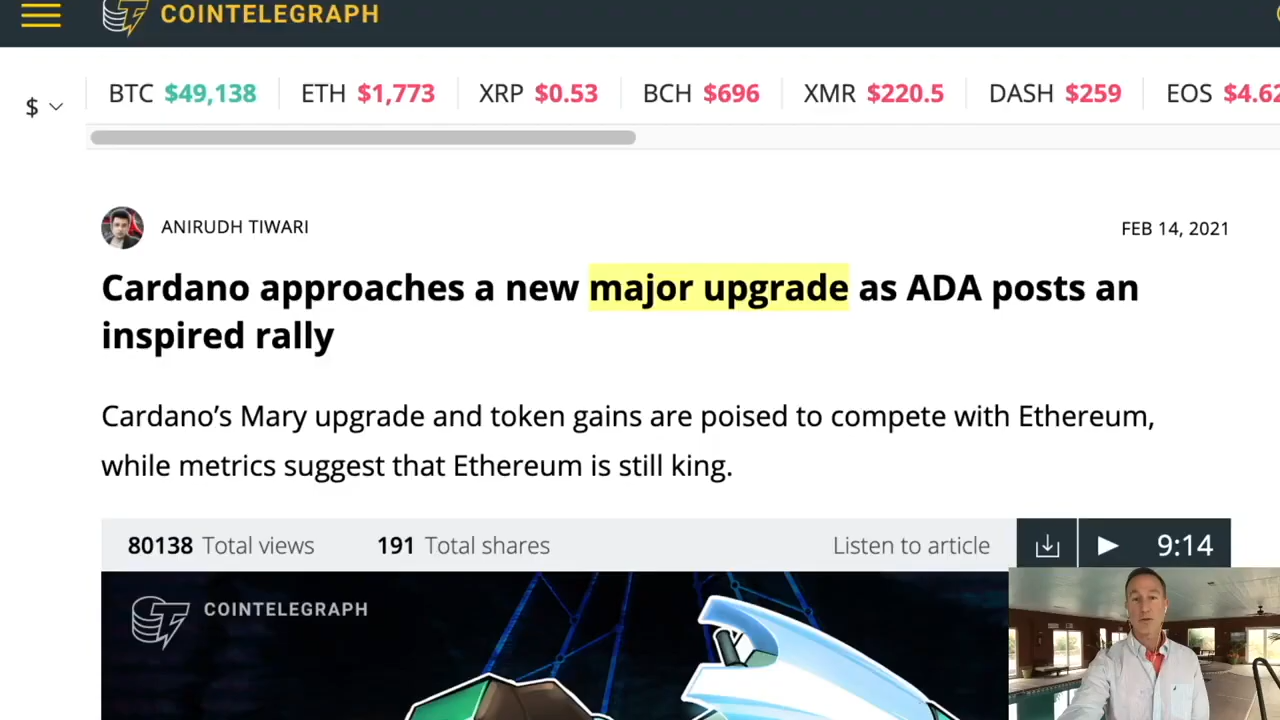 COINTELEGRAPH
$ BTC $49,138 ETH $1,773 XRP $0.53 BCH $696 XMR $220.5 DASH $259 EOS
ANIRUDH TIWARI FEB 14, 2021
Cardano approaches a new major upgrade as ADA posts an
inspired rally
Cardano’s Mary upgrade and token gains are poised to compete with Ethereum,
while metrics suggest that Ethereum is still king.
80138 Total views 191 Total shares Listen to article 9:14
COINTELEGRAPH